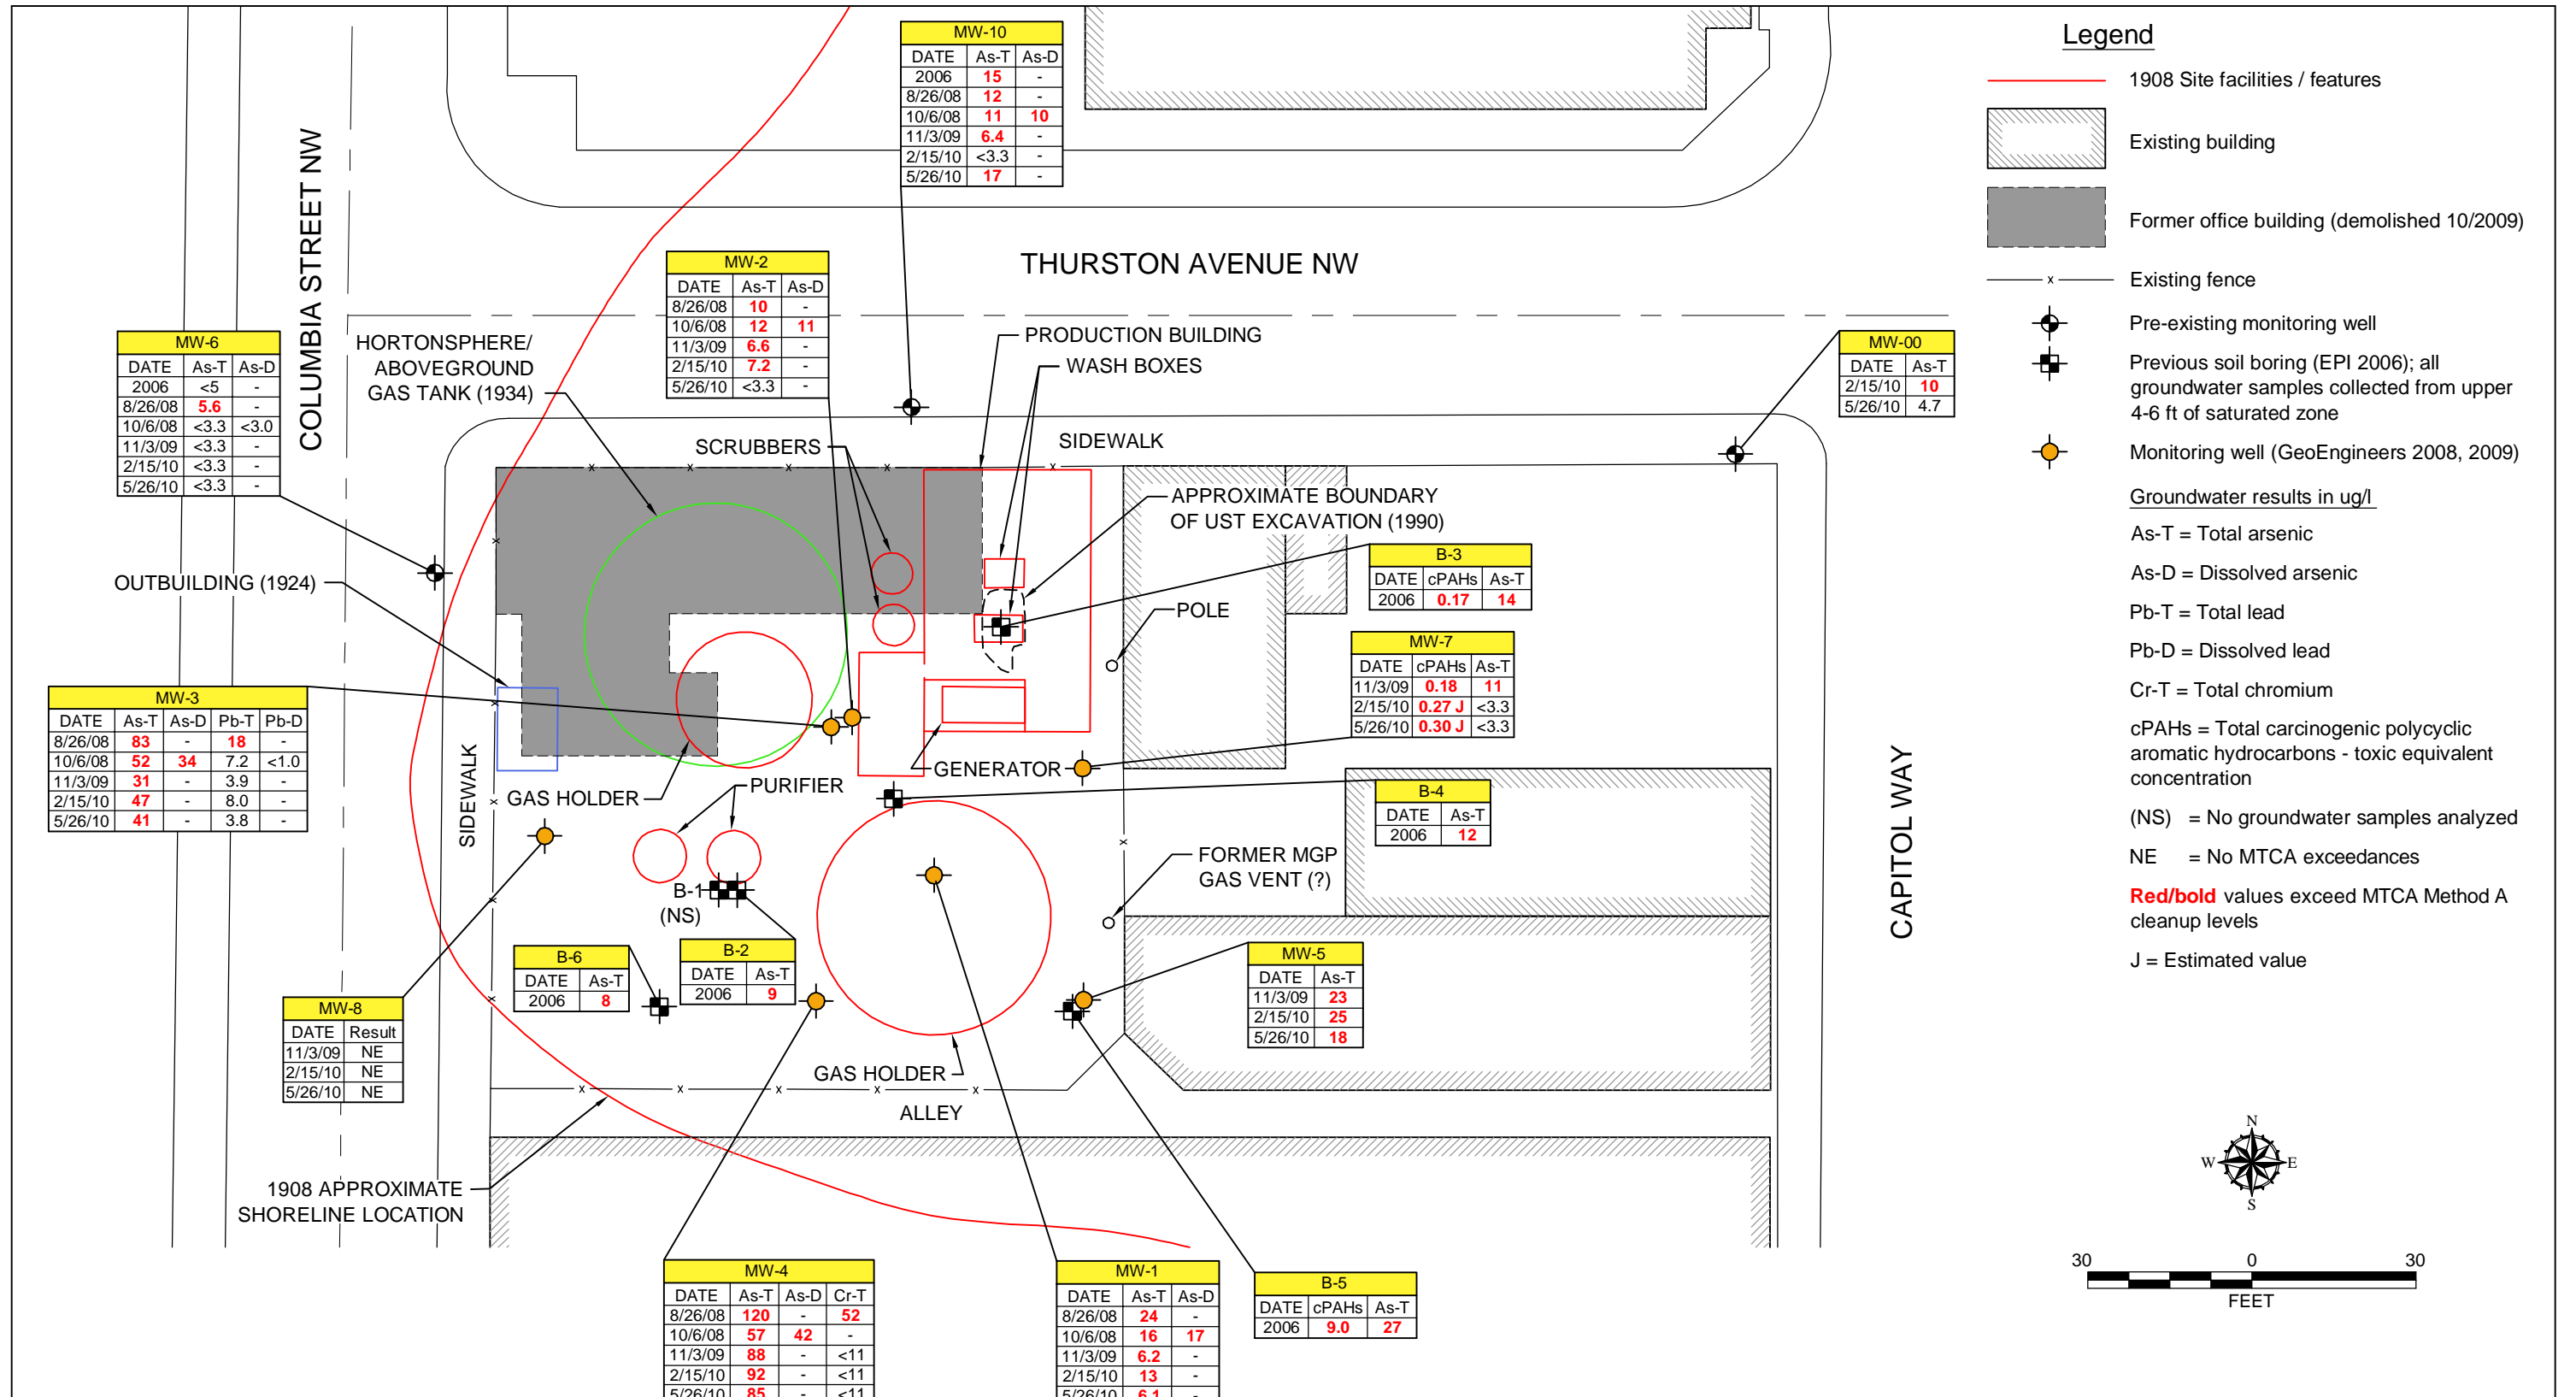 MW-10
DATE As-T As-D
2006 15 -
8/26/08 12 -
10/6/08 11 10
11/3/09 6.4 -
2/15/10 <3.3 -
5/26/10 17 -
COLUMBIA STREET NW
THURSTON AVENUE NW
MW-2
DATE As-T As-D
8/26/08 10 -
10/6/08 12 11
11/3/09 6.6 -
2/15/10 7.2 -
5/26/10 <3.3 -
MW-6
DATE As-T As-D
2006 <5 -
8/26/08 5.6 -
10/6/08 <3.3 <3.0
11/3/09 <3.3 -
2/15/10 <3.3 -
5/26/10 <3.3 -
HORTONSPHERE/
ABOVEGROUND
GAS TANK (1934)
PRODUCTION BUILDING
WASH BOXES
MW-00
DATE As-T
2/15/10 10
5/26/10 4.7
SCRUBBERS
SIDEWALK
APPROXIMATE BOUNDARY
OF UST EXCAVATION (1990)
B-3
DATE cPAHs As-T
2006 0.17 14
OUTBUILDING (1924)
POLE
MW-7
DATE cPAHs As-T
11/3/09 0.18 11
2/15/10 0.27 J <3.3
5/26/10 0.30 J <3.3
MW-3
DATE As-T As-D Pb-T Pb-D
8/26/08 83 - 18 -
10/6/08 52 34 7.2 <1.0
11/3/09 31 - 3.9 -
2/15/10 47 - 8.0 -
5/26/10 41 - 3.8 -
SIDEWALK
GAS HOLDER
PURIFIER
GENERATOR
B-4
DATE As-T
2006 12
FORMER MGP
GAS VENT (?)
CAPITOL WAY
B-1
(NS)
B-6
DATE As-T
2006 8
B-2
DATE As-T
2006 9
MW-5
DATE As-T
11/3/09 23
2/15/10 25
5/26/10 18
MW-8
DATE Result
11/3/09 NE
2/15/10 NE
5/26/10 NE
GAS HOLDER
ALLEY
1908 APPROXIMATE
SHORELINE LOCATION
MW-4
DATE As-T As-D Cr-T
8/26/08 120 - 52
10/6/08 57 42 -
11/3/09 88 - <11
2/15/10 92 - <11
5/26/10 85 - <11
MW-1
DATE As-T As-D
8/26/08 24 -
10/6/08 16 17
11/3/09 6.2 -
2/15/10 13 -
5/26/10 6.1 -
B-5
DATE cPAHs As-T
2006 9.0 27
Legend
1908 Site facilities / features
Existing building
Former office building (demolished 10/2009)
x Existing fence
Pre-existing monitoring well
Previous soil boring (EPI 2006); all
groundwater samples collected from upper
4-6 ft of saturated zone
Monitoring well (GeoEngineers 2008, 2009)
Groundwater results in ug/l
As-T = Total arsenic
As-D = Dissolved arsenic
Pb-T = Total lead
Pb-D = Dissolved lead
Cr-T = Total chromium
cPAHs = Total carcinogenic polycyclic
aromatic hydrocarbons - toxic equivalent
concentration
(NS) = No groundwater samples analyzed
NE = No MTCA exceedances
Red/bold values exceed MTCA Method A
cleanup levels
J = Estimated value
N
W E
S
30 0 30
FEET